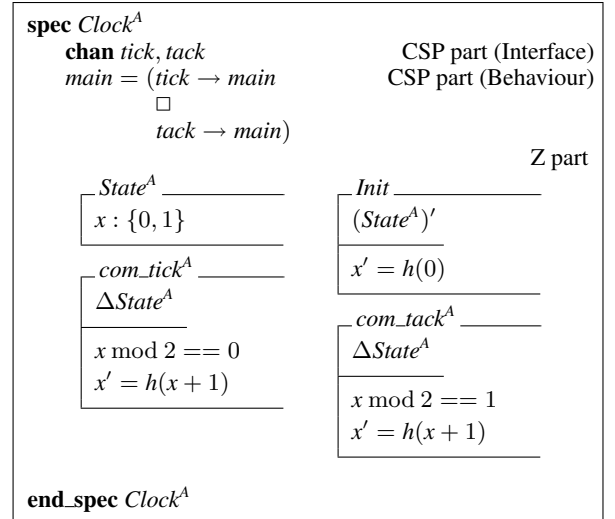 spec Clock^A
chan tick, tack CSP part (Interface)
main = (tick → main CSP part (Behaviour)
□
tack → main)
Z part
State^A
x : {0, 1}
Init
(State^A)′
x′ = h(0)
com_tick^A
ΔState^A
x mod 2 == 0
x′ = h(x + 1)
com_tack^A
ΔState^A
x mod 2 == 1
x′ = h(x + 1)
end_spec Clock^A